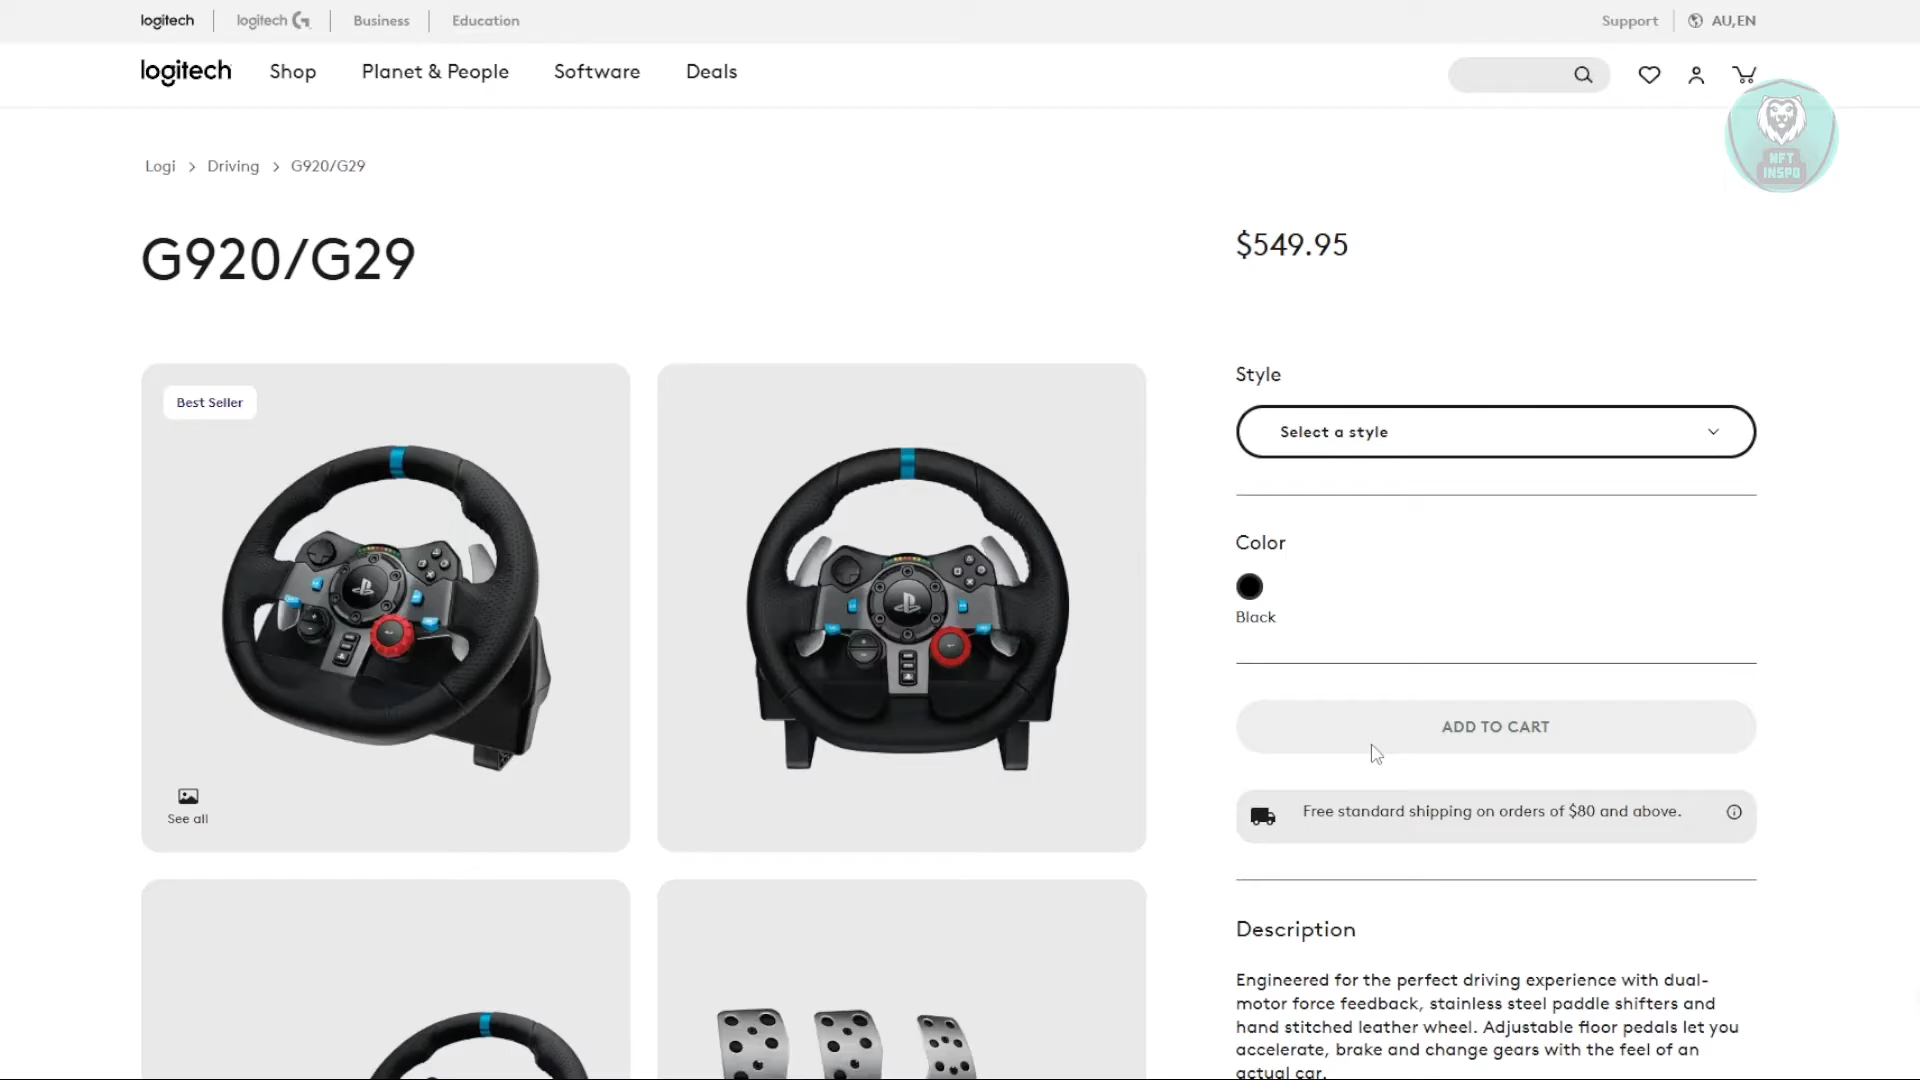 logitech
logitech G
Business
Education
Support
AU,EN
logitech
Shop
Planet & People
Software
Deals
NFT
INSPO
Logi > Driving > G920/G29
G920/G29
$549.95
Best Seller
See all
Style
Select a style
Color
Black
ADD TO CART
Free standard shipping on orders of $80 and above.
Description
Engineered for the perfect driving experience with dual-
motor force feedback, stainless steel paddle shifters and
hand stitched leather wheel. Adjustable floor pedals let you
accelerate, brake and change gears with the feel of an
actual car.